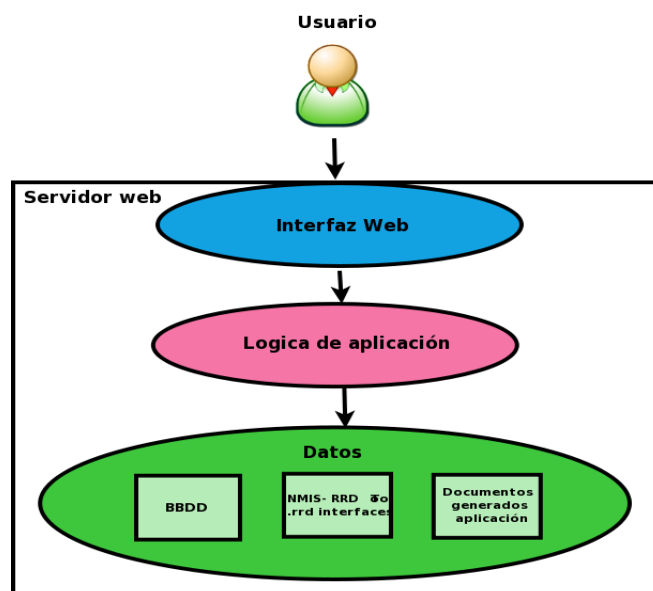 Usuario
Servidor web
Interfaz Web
Logica de aplicación
Datos
BBDD
NMIS- RRD
.rrd interfaces
Documentos
generados
aplicación